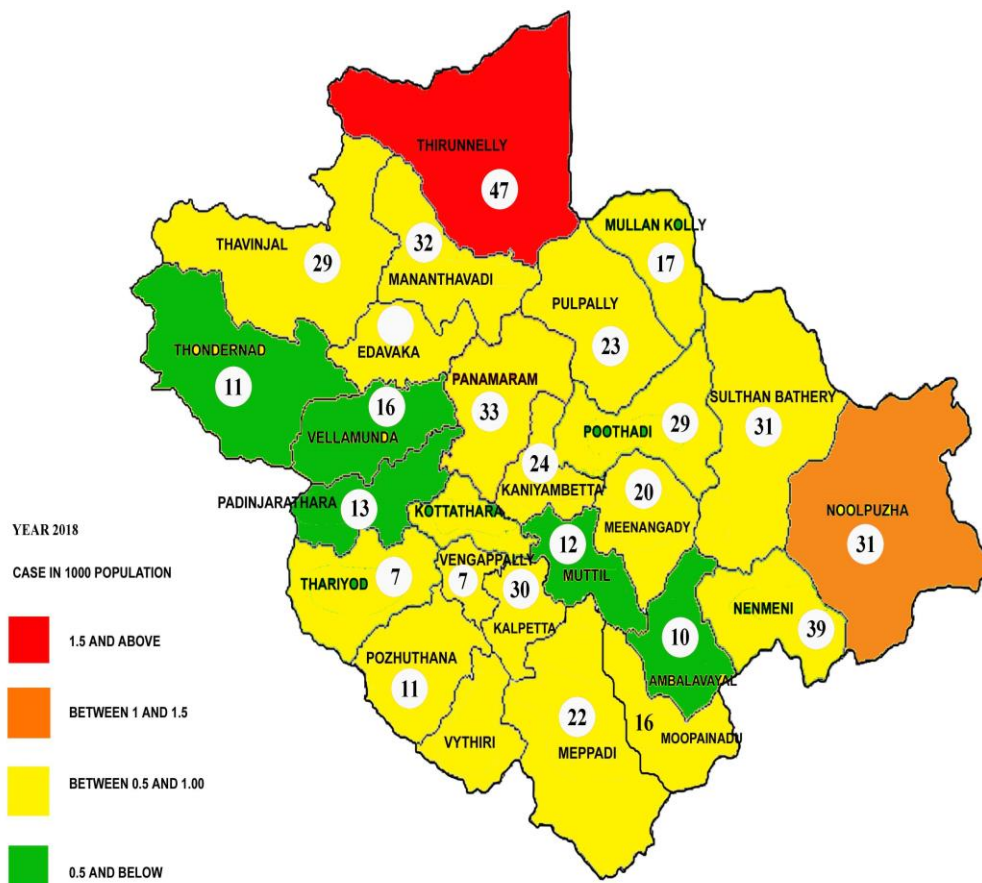 THIRUNNELLY
47
MULLAN KOLLY
17
THAVINJAL
29
32
MANANTHAVADI
PULPALLY
23
THONDERNAD
11
EDAVAKA
PANAMARAM
33
16
VELLAMUNDA
SULTHAN BATHERY
31
POOTHADI
29
24
KANIYAMBETTA
20
MEENANGADY
NOOLPUZHA
31
PADINJARATHARA
13
KOTTATHARA
12
MUTTIL
THARIYOD
7
VENGAPPALLY
7
30
KALPETTA
NENMENI
39
10
AMBALAVAYAL
POZHUTHANA
11
VYTHIRI
22
MEPPADI
16
MOOPAINADU
YEAR 2018
CASE IN 1000 POPULATION
1.5 AND ABOVE
BETWEEN 1 AND 1.5
BETWEEN 0.5 AND 1.00
0.5 AND BELOW